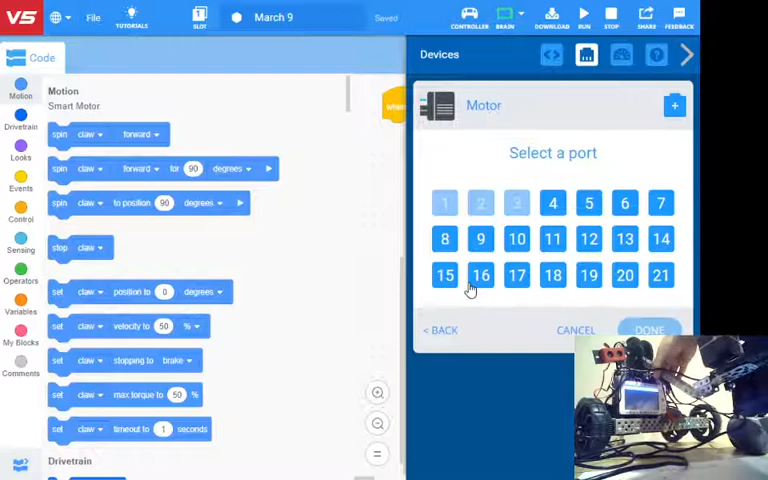 V5 File TUTORIALS SLOT 1 March 9 Saved CONTROLLER BRAIN DOWNLOAD RUN STOP SHARE FEEDBACK
Code
Devices
Motion
Drivetrain
Looks
Events
Control
Sensing
Operators
Variables
My Blocks
Comments
Motion
Smart Motor
spin claw forward
spin claw forward for 90 degrees
spin claw to position 90 degrees
stop claw
set claw position to 0 degrees
set claw velocity to 50 %
set claw stopping to brake
set claw max torque to 50 %
set claw timeout to 1 seconds
Drivetrain
when
Motor
Select a port
1 2 3 4 5 6 7
8 9 10 11 12 13 14
15 16 17 18 19 20 21
< BACK CANCEL DONE